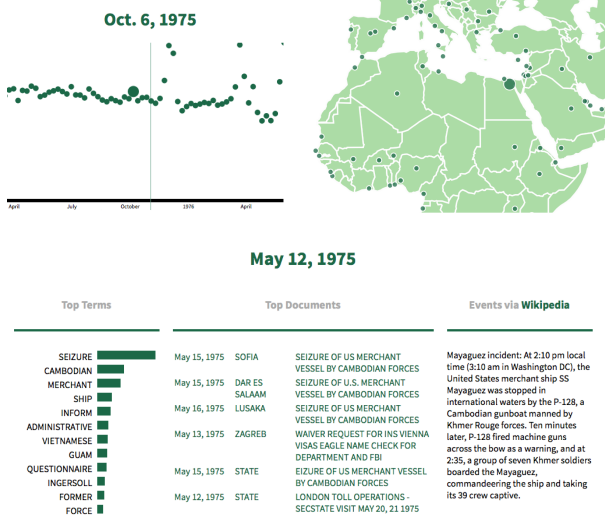 Oct. 6, 1975
April July October 1976 April
May 12, 1975
Top Terms
SEIZURE
CAMBODIAN
MERCHANT
SHIP
INFORM
ADMINISTRATIVE
VIETNAMESE
GUAM
QUESTIONNAIRE
INGERSOLL
FORMER
FORCE
Top Documents
May 15, 1975 SOFIA SEIZURE OF US MERCHANT
VESSEL BY CAMBODIAN FORCES
May 15, 1975 DAR ES SEIZURE OF U.S. MERCHANT
SALAAM VESSEL BY CAMBODIAN FORCES
May 16, 1975 LUSAKA SEIZURE OF US MERCHANT
VESSEL BY CAMBODIAN FORCES
May 13, 1975 ZAGREB WAIVER REQUEST FOR INS VIENNA
VISAS EAGLE NAME CHECK FOR
DEPARTMENT AND FBI
May 15, 1975 STATE EIZURE OF US MERCHANT VESSEL
BY CAMBODIAN FORCES
May 12, 1975 STATE LONDON TOLL OPERATIONS -
SECSTATE VISIT MAY 20, 21 1975
Events via Wikipedia
Mayaguez incident: At 2:10 pm local
time (3:10 am in Washington DC), the
United States merchant ship SS
Mayaguez was stopped in
international waters by the P-128, a
Cambodian gunboat manned by
Khmer Rouge forces. Ten minutes
later, P-128 fired machine guns
across the bow as a warning, and at
2:35, a group of seven Khmer soldiers
boarded the Mayaguez,
commandeering the ship and taking
its 39 crew captive.